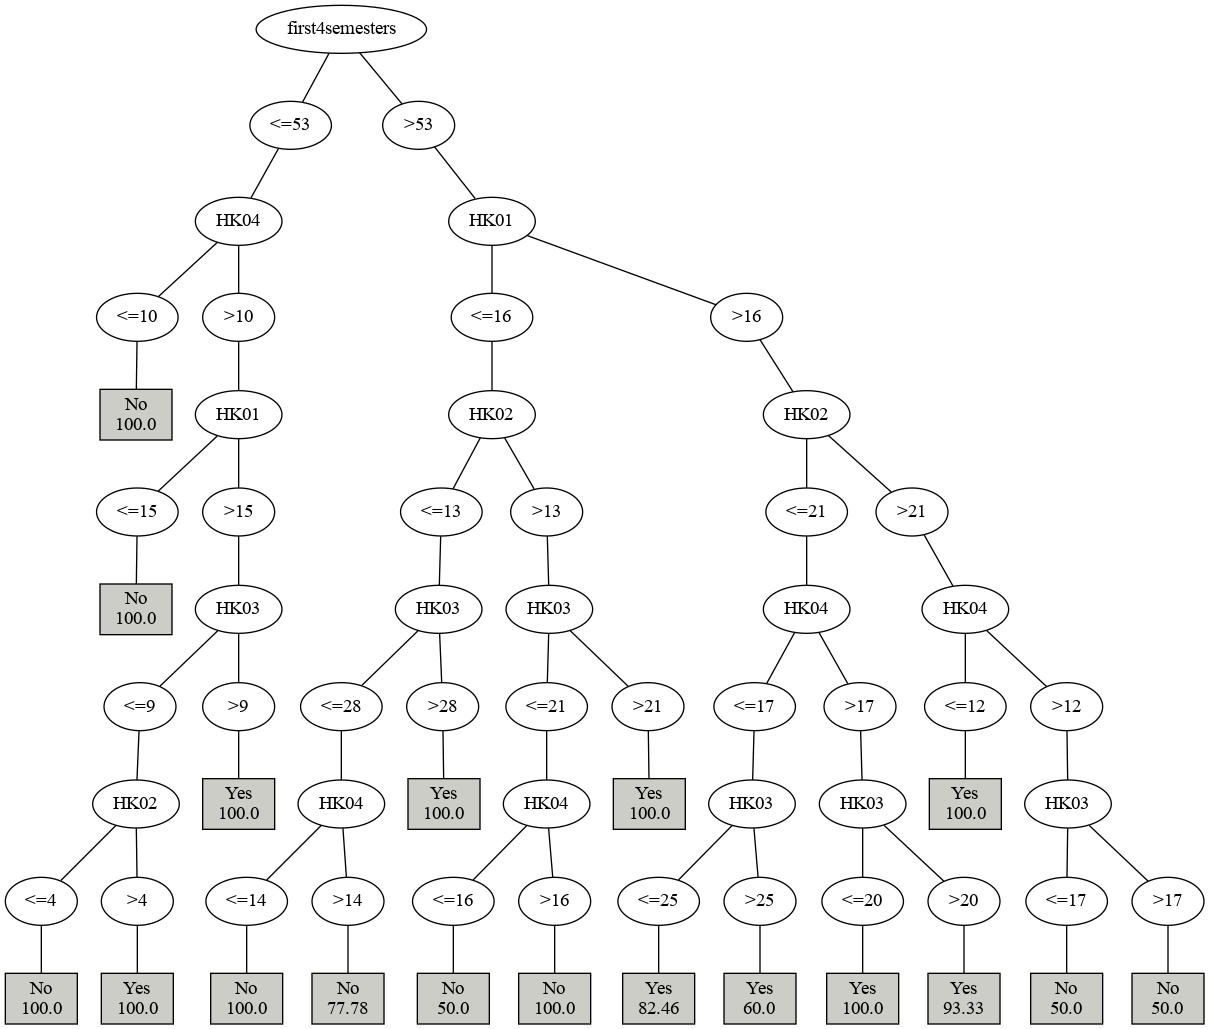 first4semesters
<=53
>53
HK04
HK01
<=10
>10
<=16
>16
No
100.0
HK01
HK02
HK02
<=15
>15
<=13
>13
<=21
>21
No
100.0
HK03
HK03
HK03
HK04
HK04
<=9
>9
<=28
>28
<=21
>21
<=17
>17
<=12
>12
HK02
Yes
100.0
HK04
Yes
100.0
HK04
Yes
100.0
HK03
HK03
Yes
100.0
HK03
<=4
>4
<=14
>14
<=16
>16
<=25
>25
<=20
>20
<=17
>17
No
100.0
Yes
100.0
No
100.0
No
77.78
No
50.0
No
100.0
Yes
82.46
Yes
60.0
Yes
100.0
Yes
93.33
No
50.0
No
50.0